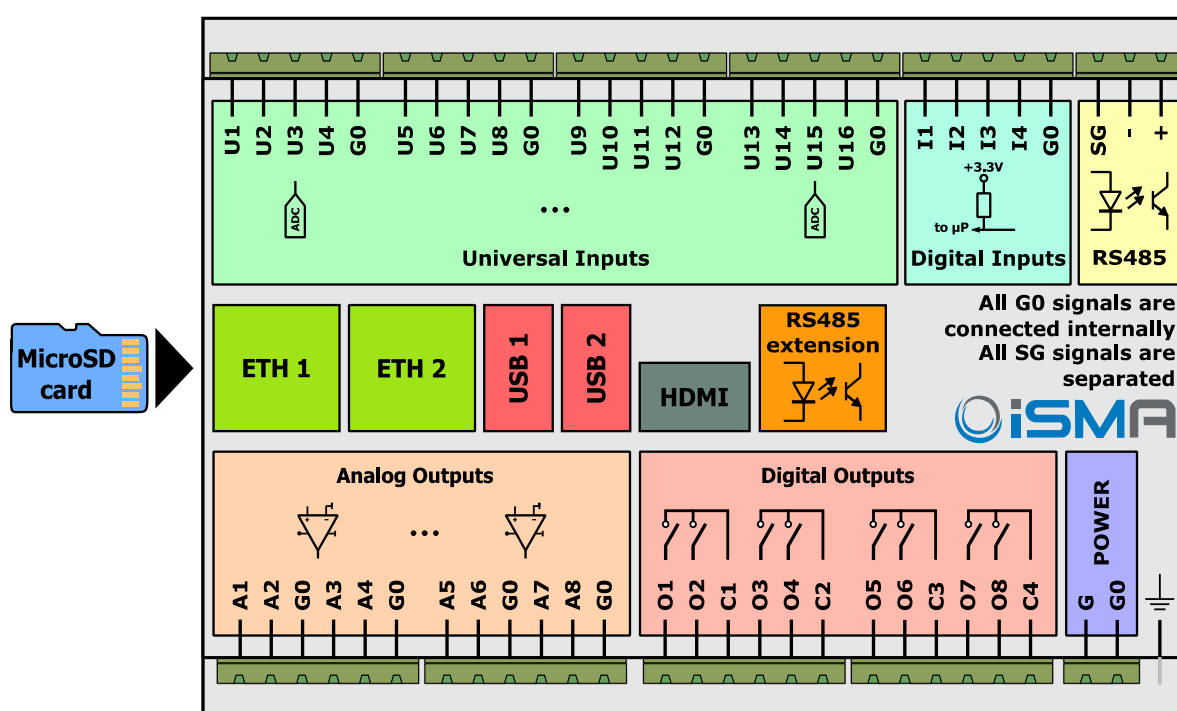 U1 U2 U3 U4 G0 U5 U6 U7 U8 G0 U9 U10 U11 U12 G0 U13 U14 U15 U16 G0
ADC
...
ADC
Universal Inputs
I1 I2 I3 I4 G0
+3.3V
to µP
Digital Inputs
SG - +
RS485
MicroSD
card
ETH 1
ETH 2
USB 1
USB 2
HDMI
RS485
extension
All G0 signals are
connected internally
All SG signals are
separated
iSMA
Analog Outputs
+ -
...
+ -
A1 A2 G0 A3 A4 G0 A5 A6 G0 A7 A8 G0
Digital Outputs
O1 O2 C1 O3 O4 C2 O5 O6 C3 O7 O8 C4
POWER
G G0